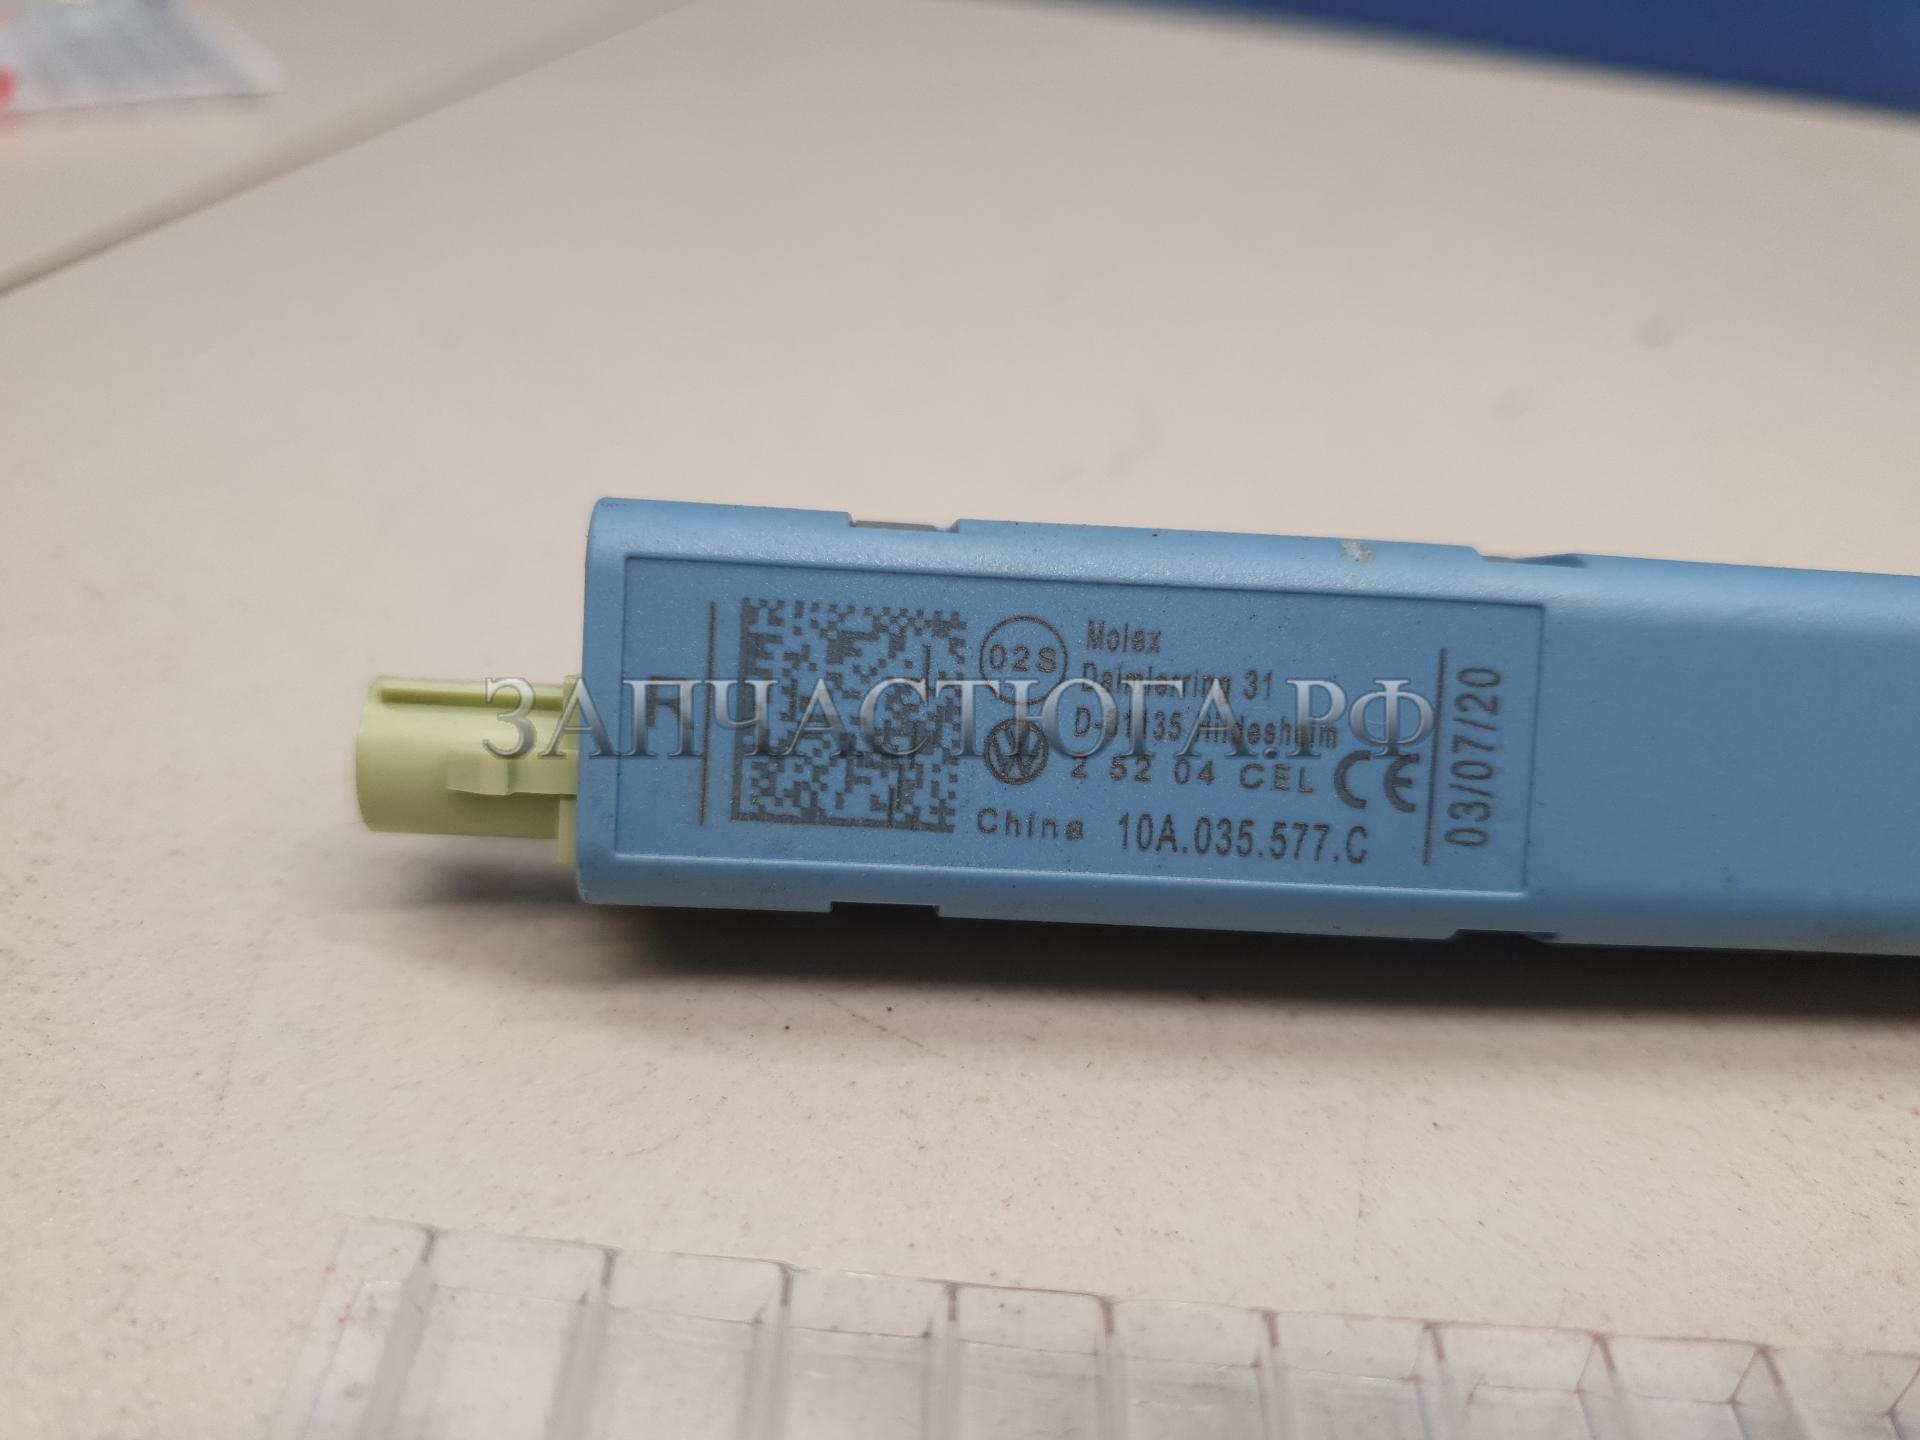 R
02S
Molex
Daimlerring 31
D-31135 Hildesheim
2 52 04 CEL CE
China 10A.035.577.C
03/07/20
ЗАПЧАСТЮГА.РФ